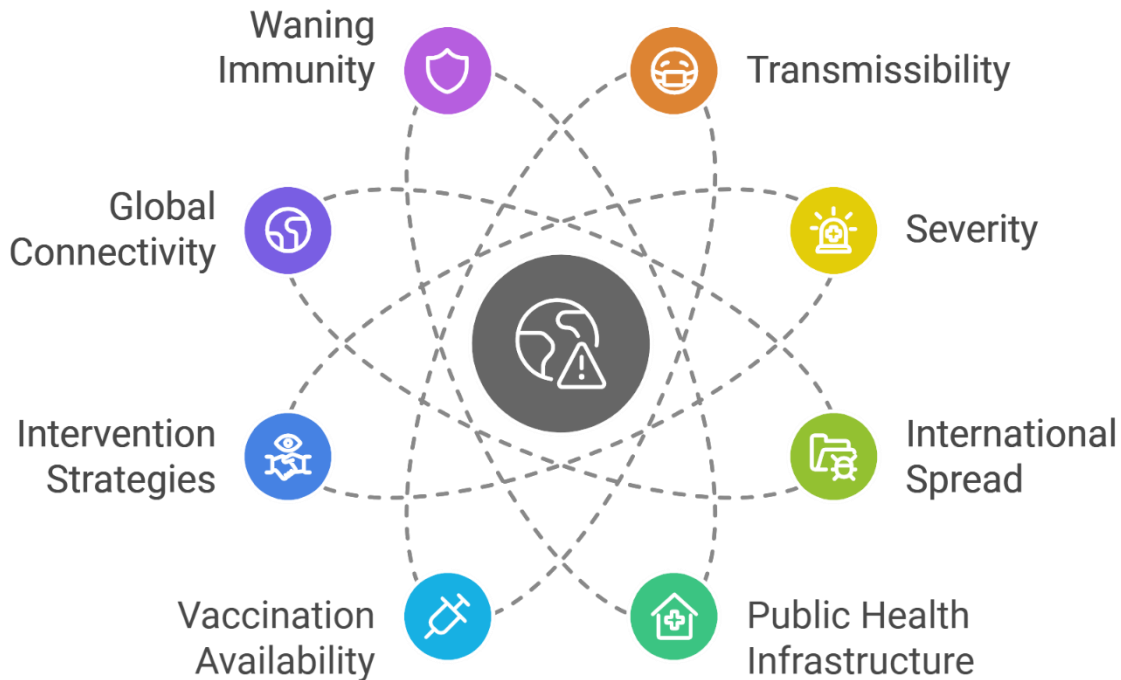 Waning
Immunity
Transmissibility
Global
Connectivity
Severity
Intervention
Strategies
International
Spread
Vaccination
Availability
Public Health
Infrastructure